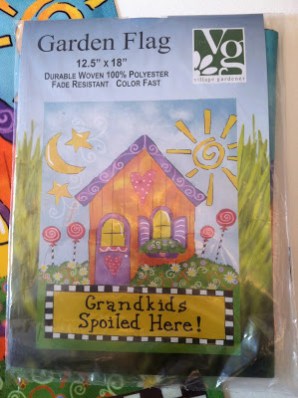 Garden Flag
12.5" x 18"
DURABLE WOVEN 100% POLYESTER
FADE RESISTANT COLOR FAST
vg
village gardener
Grandkids
Spoiled Here!